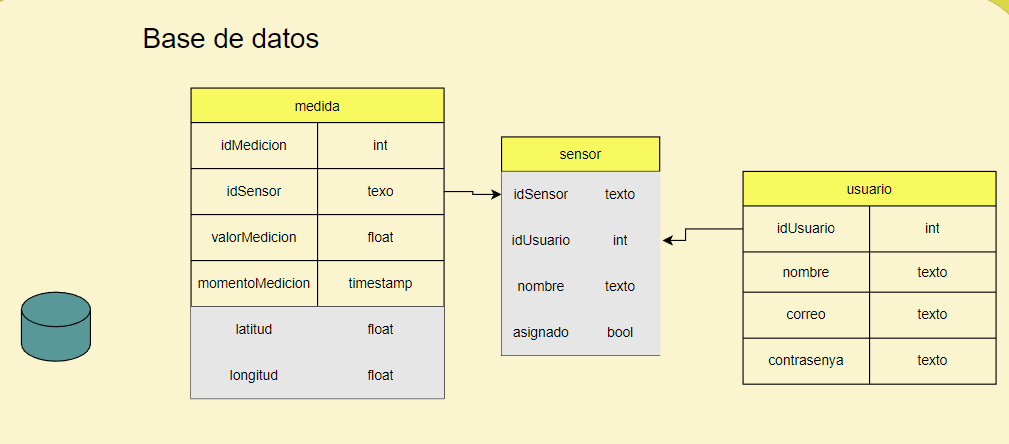 Base de datos
medida
idMedicion int
idSensor texo
valorMedicion float
momentoMedicion timestamp
latitud float
longitud float
sensor
idSensor texto
idUsuario int
nombre texto
asignado bool
usuario
idUsuario int
nombre texto
correo texto
contrasenya texto